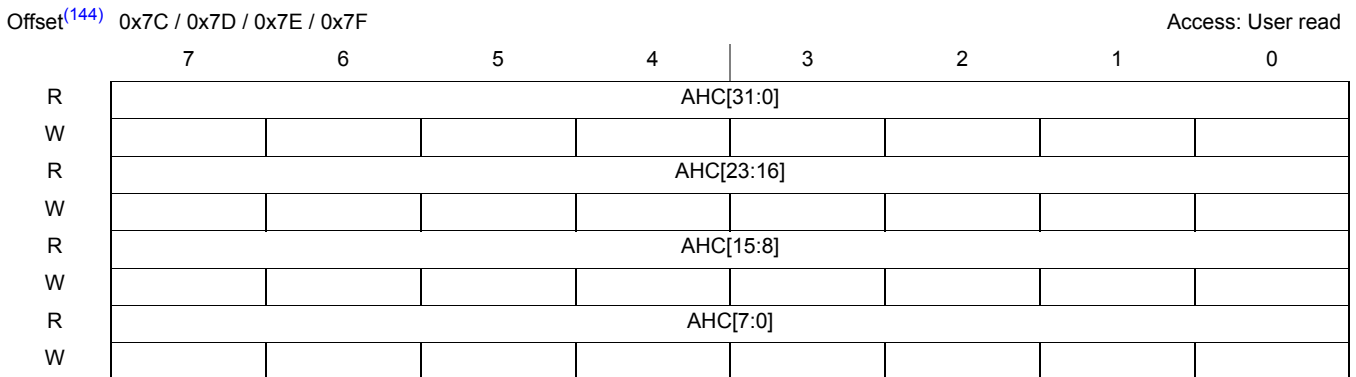 Offset(144) 0x7C / 0x7D / 0x7E / 0x7F Access: User read
7 6 5 4 3 2 1 0
R AHC[31:0]
W
R AHC[23:16]
W
R AHC[15:8]
W
R AHC[7:0]
W